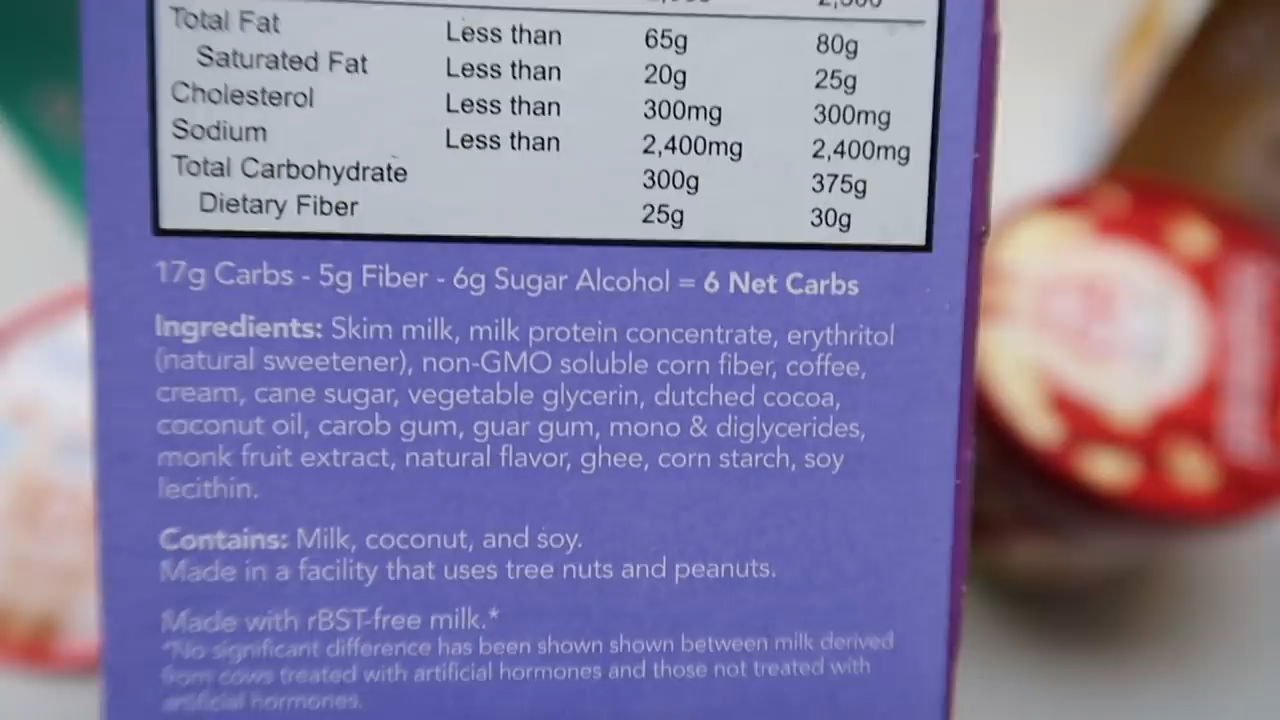 Total Fat Less than 65g 80g
Saturated Fat Less than 20g 25g
Cholesterol Less than 300mg 300mg
Sodium Less than 2,400mg 2,400mg
Total Carbohydrate 300g 375g
Dietary Fiber 25g 30g
17g Carbs - 5g Fiber - 6g Sugar Alcohol = 6 Net Carbs
Ingredients: Skim milk, milk protein concentrate, erythritol
(natural sweetener), non-GMO soluble corn fiber, coffee,
cream, cane sugar, vegetable glycerin, dutched cocoa,
coconut oil, carob gum, guar gum, mono & diglycerides,
monk fruit extract, natural flavor, ghee, corn starch, soy
lecithin.
Contains: Milk, coconut, and soy.
Made in a facility that uses tree nuts and peanuts.
Made with rBST-free milk.*
*No significant difference has been shown shown between milk derived
from cows treated with artificial hormones and those not treated with
artificial hormones.